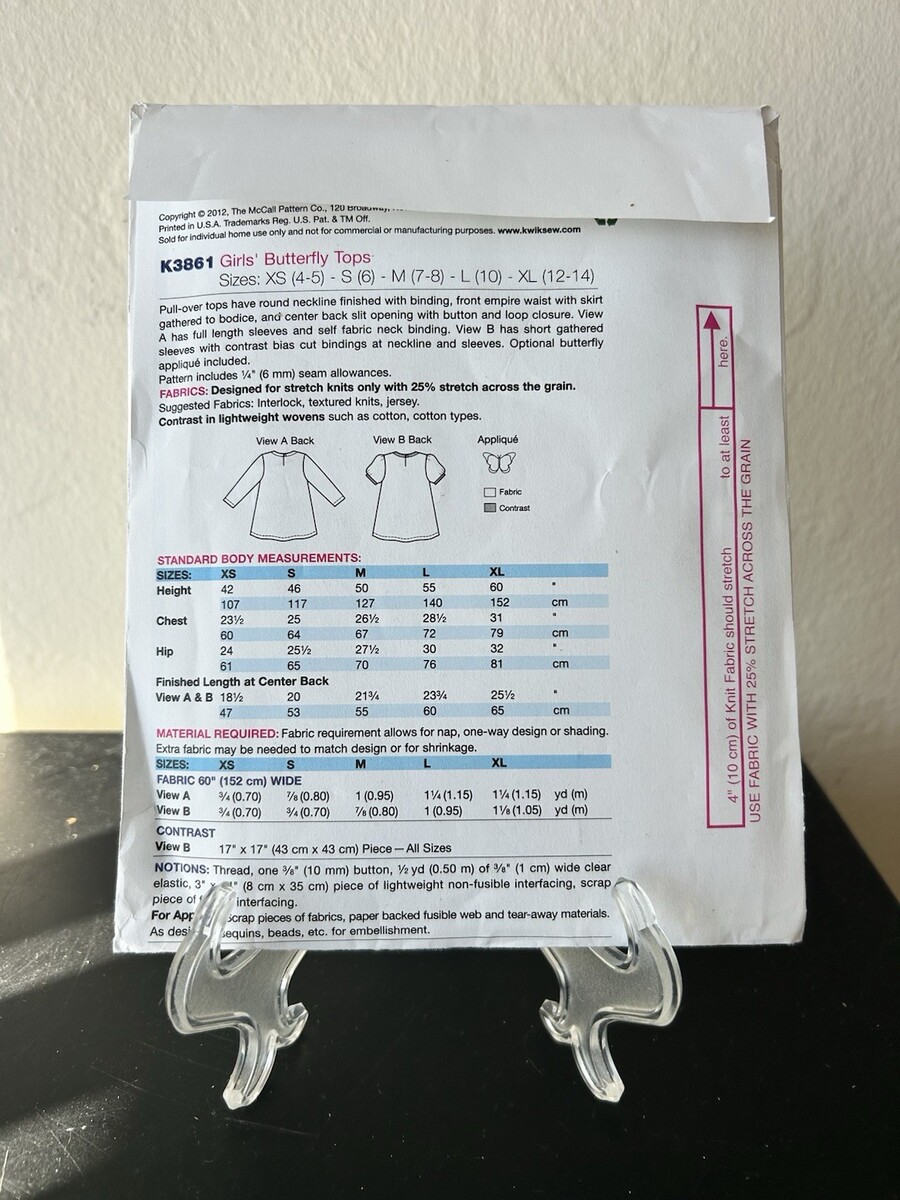 Copyright © 2012, The McCall Pattern Co., 120
Printed in U.S.A. Trademarks Reg. U.S. Pat. & TM Off.
Sold for individual home use only and not for commercial or manufacturing purposes. www.kwiksew.com
K3861 Girls' Butterfly Tops
Sizes: XS (4-5) - S (6) - M (7-8) - L (10) - XL (12-14)
Pull-over tops have round neckline finished with binding, front empire waist with skirt
gathered to bodice, and center back slit opening with button and loop closure. View
A has full length sleeves and self fabric neck binding. View B has short gathered
sleeves with contrast bias cut bindings at neckline and sleeves. Optional butterfly
appliqué included.
Pattern includes ¼" (6 mm) seam allowances.
FABRICS: Designed for stretch knits only with 25% stretch across the grain.
Suggested Fabrics: Interlock, textured knits, jersey.
Contrast in lightweight wovens such as cotton, cotton types.
View A Back View B Back Appliqué
Fabric
Contrast
STANDARD BODY MEASUREMENTS:
SIZES: XS S M L XL
Height 42 46 50 55 60 "
107 117 127 140 152 cm
Chest 23½ 25 26½ 28½ 31 "
60 64 67 72 79 cm
Hip 24 25½ 27½ 30 32 "
61 65 70 76 81 cm
Finished Length at Center Back
View A & B 18½ 20 21¾ 23¾ 25½ "
47 53 55 60 65 cm
MATERIAL REQUIRED: Fabric requirement allows for nap, one-way design or shading.
Extra fabric may be needed to match design or for shrinkage.
SIZES: XS S M L XL
FABRIC 60" (152 cm) WIDE
View A ¾ (0.70) ⅞ (0.80) 1 (0.95) 1¼ (1.15) 1¼ (1.15) yd (m)
View B ¾ (0.70) ¾ (0.70) ⅞ (0.80) 1 (0.95) 1⅛ (1.05) yd (m)
CONTRAST
View B 17" x 17" (43 cm x 43 cm) Piece — All Sizes
NOTIONS: Thread, one ⅜" (10 mm) button, ½ yd (0.50 m) of ⅜" (1 cm) wide clear
elastic, 3" x (8 cm x 35 cm) piece of lightweight non-fusible interfacing, scrap
piece of interfacing.
For scrap pieces of fabrics, paper backed fusible web and tear-away materials.
As sequins, beads, etc. for embellishment.
4" (10 cm) of Knit Fabric should stretch to at least here.
USE FABRIC WITH 25% STRETCH ACROSS THE GRAIN